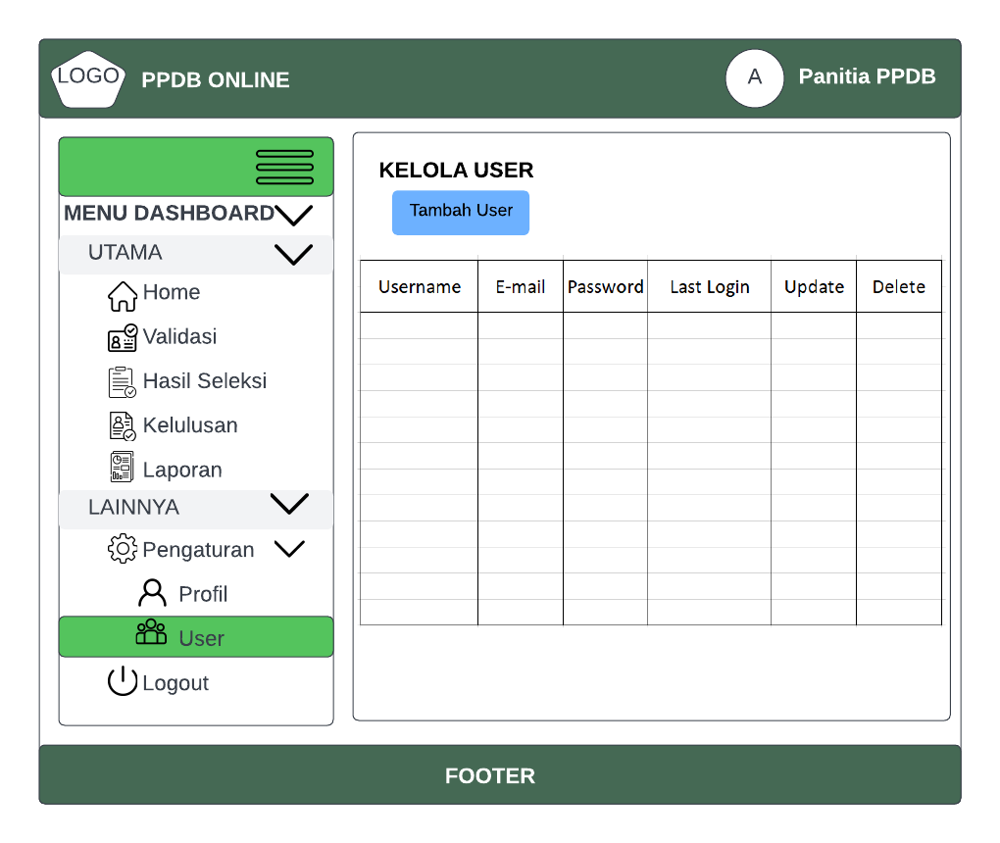 LOGO PPDB ONLINE
A Panitia PPDB
MENU DASHBOARD
UTAMA
Home
Validasi
Hasil Seleksi
Kelulusan
Laporan
LAINNYA
Pengaturan
Profil
User
Logout
KELOLA USER
Tambah User
Username E-mail Password Last Login Update Delete
FOOTER